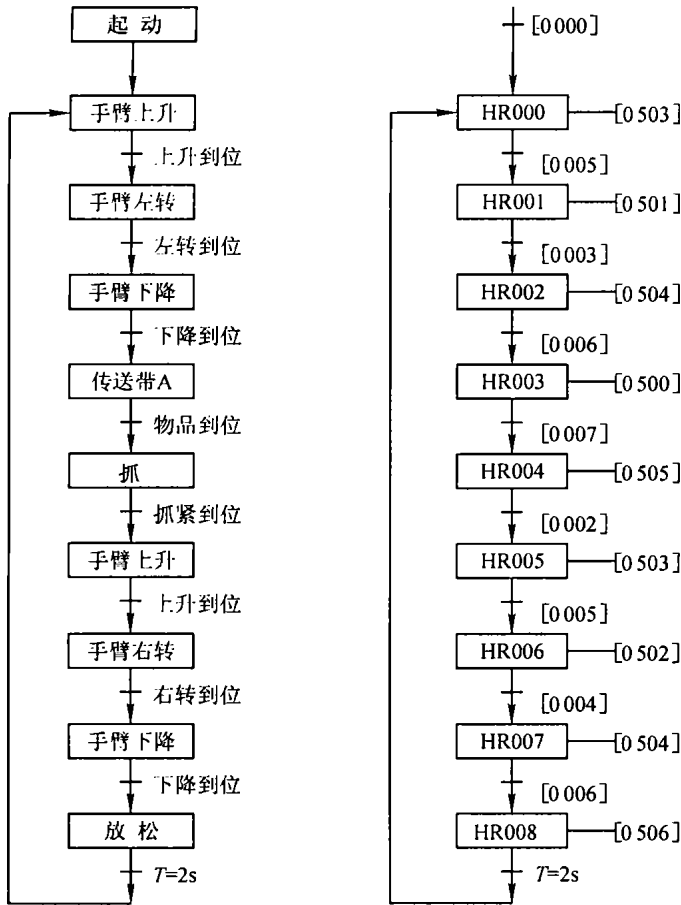 起动
手臂上升
上升到位
手臂左转
左转到位
手臂下降
下降到位
传送带A
物品到位
抓
抓紧到位
手臂上升
上升到位
手臂右转
右转到位
手臂下降
下降到位
放松
T=2s
[0000]
HR000 [0503]
[0005]
HR001 [0501]
[0003]
HR002 [0504]
[0006]
HR003 [0500]
[0007]
HR004 [0505]
[0002]
HR005 [0503]
[0005]
HR006 [0502]
[0004]
HR007 [0504]
[0006]
HR008 [0506]
T=2s